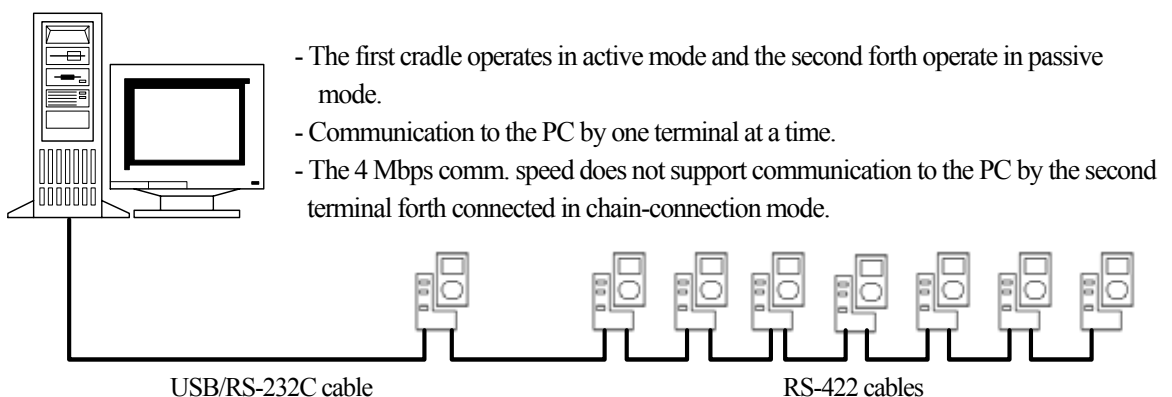 - The first cradle operates in active mode and the second forth operate in passive
mode.
- Communication to the PC by one terminal at a time.
- The 4 Mbps comm. speed does not support communication to the PC by the second
terminal forth connected in chain-connection mode.
USB/RS-232C cable
RS-422 cables